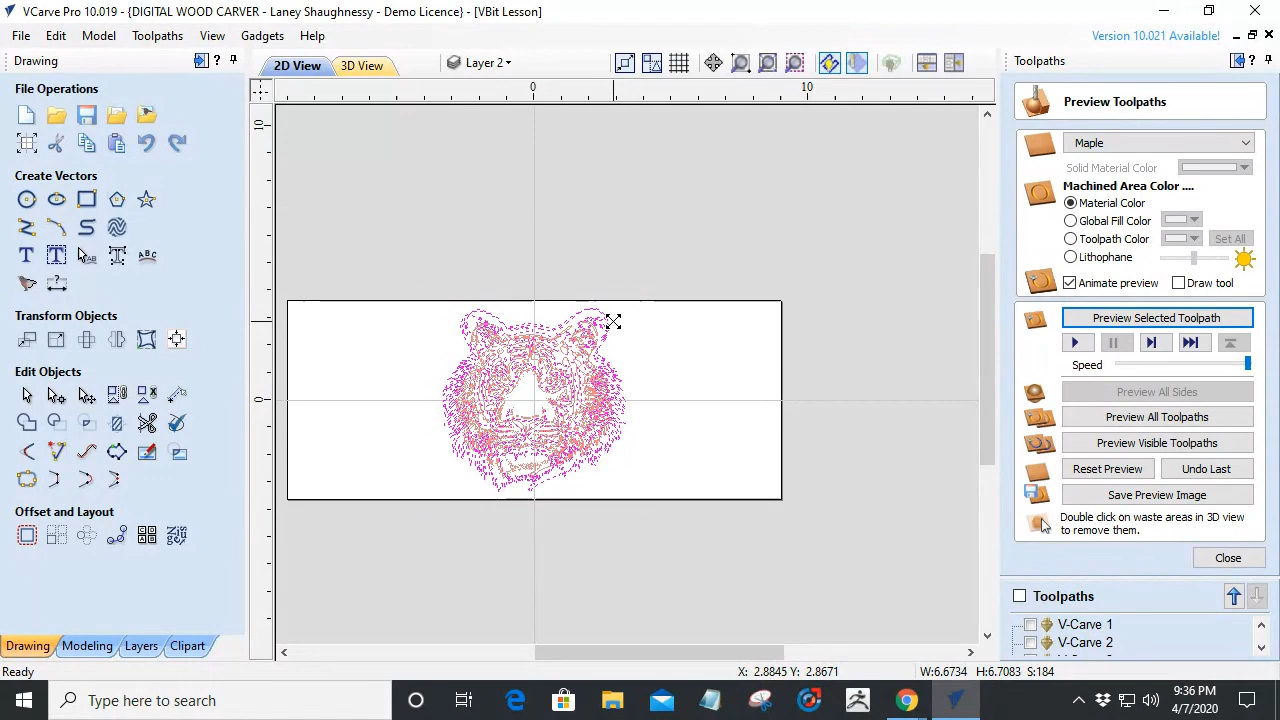 VCarve Pro 10.019 - {DIGITAL WOOD CARVER - Laney Shaughnessy - Demo Licence} - [VBit Lesson]
File Edit Model Toolpaths View Gadgets Help Version 10.021 Available!
Drawing ?
2D View 3D View Layer 2
Toolpaths ?
File Operations
Create Vectors
Transform Objects
Edit Objects
Offset and Layout
Drawing Modeling Layers Clipart
0 10
10
0
Preview Toolpaths
Maple
Solid Material Color
Machined Area Color ....
Material Color
Global Fill Color
Toolpath Color Set All
Lithophane
Animate preview Draw tool
Preview Selected Toolpath
Speed
Preview All Sides
Preview All Toolpaths
Preview Visible Toolpaths
Reset Preview Undo Last
Save Preview Image
Double click on waste areas in 3D view
to remove them.
Close
Toolpaths
V-Carve 1
V-Carve 2
Ready X: 2.8845 Y: 2.8671 W:6.6734 H:6.7083 S:184
Type here to search
9:36 PM
4/7/2020